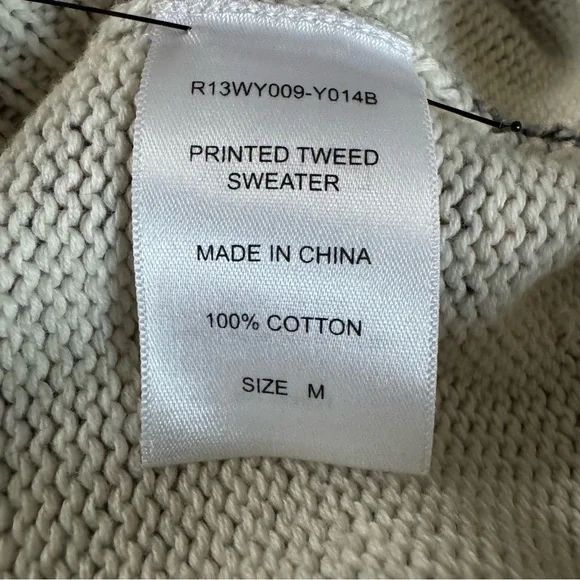 R13WY009-Y014B
PRINTED TWEED
SWEATER
MADE IN CHINA
100% COTTON
SIZE M